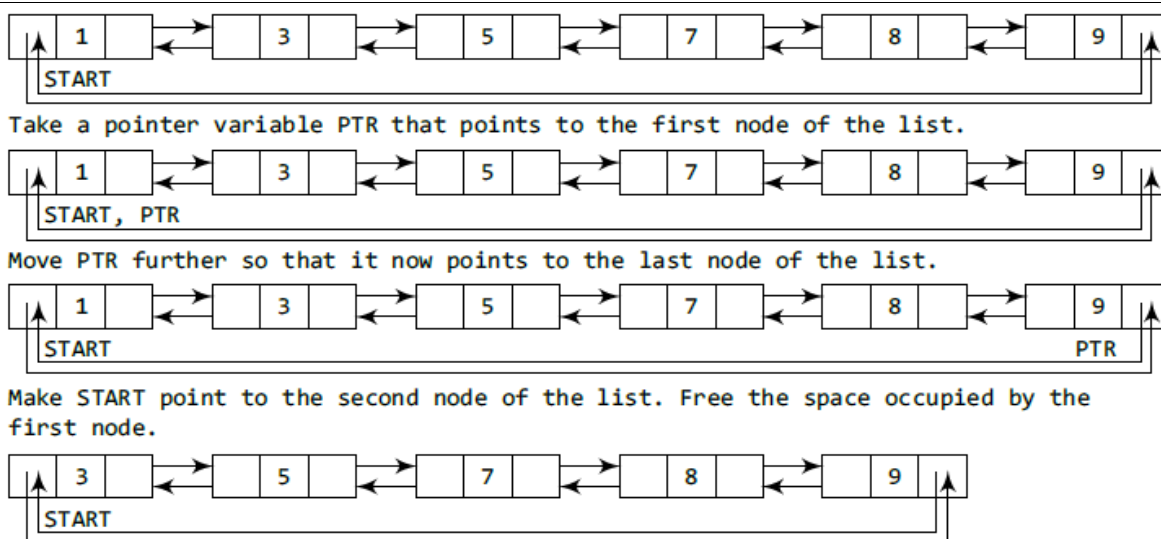 1 3 5 7 8 9
START
Take a pointer variable PTR that points to the first node of the list.
1 3 5 7 8 9
START, PTR
Move PTR further so that it now points to the last node of the list.
1 3 5 7 8 9
START PTR
Make START point to the second node of the list. Free the space occupied by the
first node.
3 5 7 8 9
START